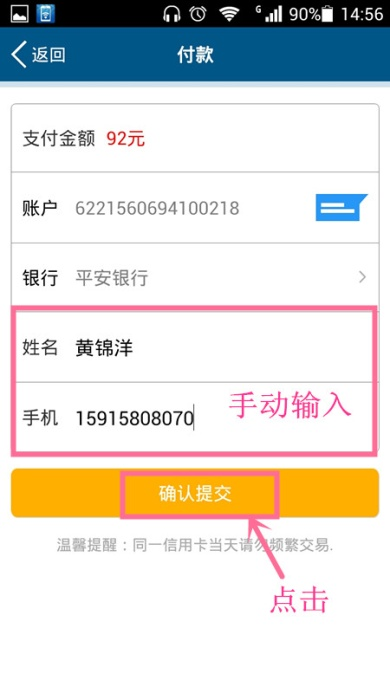 G 90% 14:56
返回 付款
支付金额 92元
账户 6221560694100218
银行 平安银行
姓名 黄锦洋
手机 15915808070
手动输入
确认提交
温馨提醒：同一信用卡当天请勿频繁交易.
点击